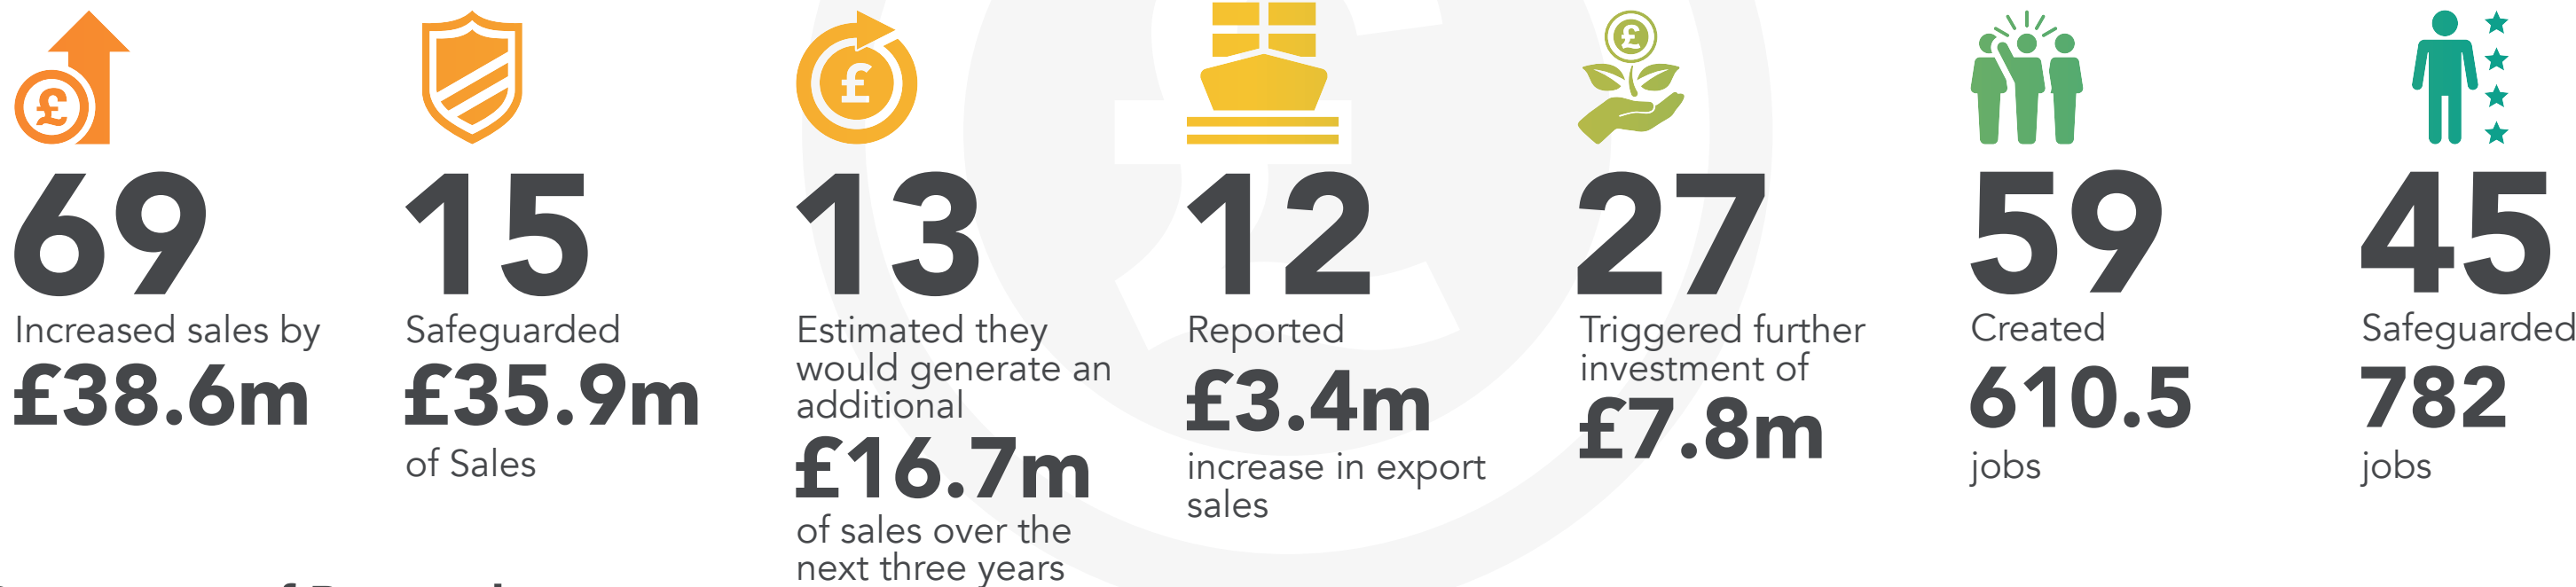 69
Increased sales by
£38.6m
15
Safeguarded
£35.9m
of Sales
13
Estimated they
would generate an
additional
£16.7m
of sales over the
next three years
12
Reported
£3.4m
increase in export
sales
27
Triggered further
investment of
£7.8m
59
Created
610.5
jobs
45
Safeguarded
782
jobs